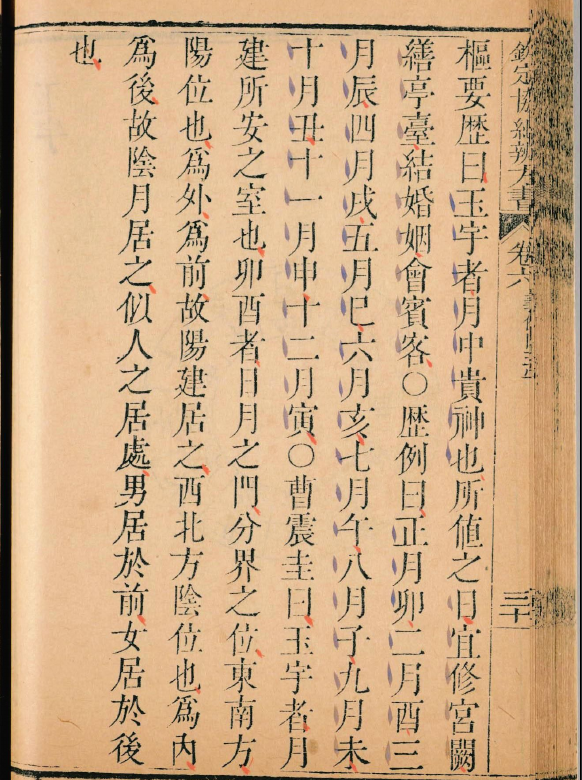 欽定協紀辨方書 卷六 三十
樞要歴曰玉宇者月中貴神也所值之日宜修宮闕
繕亭臺結婚姻會賓客○歴例曰正月卯二月酉三
月辰四月戌五月巳六月亥七月午八月子九月未
十月丑十一月申十二月寅○曹震圭曰玉宇者月
建所安之室也卯酉者日月之門分界之位東南方
陽位也為外為前故陽建居之西北方陰位也為內
為後故陰月居之似人之居處男居於前女居於後
也